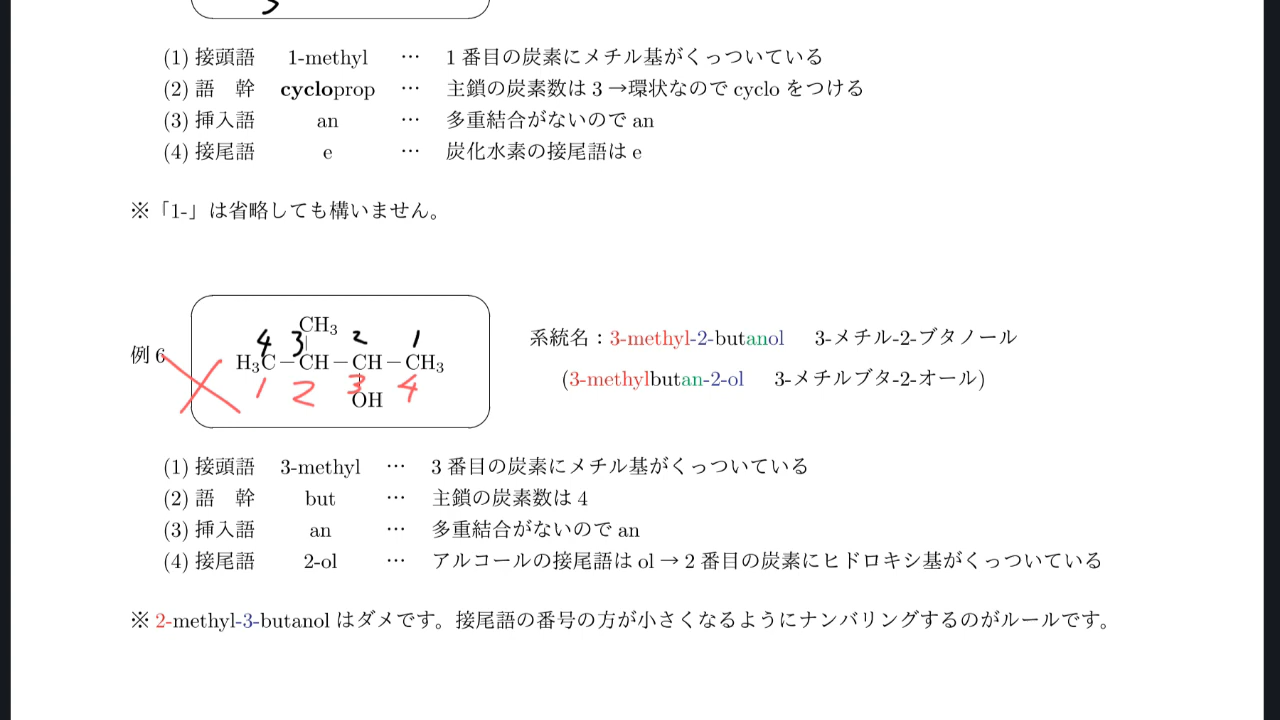 (1) 接頭語 1-methyl … 1 番目の炭素にメチル基がくっついている
(2) 語 幹 cycloprop … 主鎖の炭素数は 3 →環状なので cyclo をつける
(3) 挿入語 an … 多重結合がないので an
(4) 接尾語 e … 炭化水素の接尾語は e
※「1-」は省略しても構いません。
CH3
4 3 2 1
例 6 H3C－CH－CH－CH3
1 2 3 4
OH
系統名：3-methyl-2-butanol 3-メチル-2-ブタノール
(3-methylbutan-2-ol 3-メチルブタ-2-オール)
(1) 接頭語 3-methyl … 3 番目の炭素にメチル基がくっついている
(2) 語 幹 but … 主鎖の炭素数は 4
(3) 挿入語 an … 多重結合がないので an
(4) 接尾語 2-ol … アルコールの接尾語は ol → 2 番目の炭素にヒドロキシ基がくっついている
※ 2-methyl-3-butanol はダメです。接尾語の番号の方が小さくなるようにナンバリングするのがルールです。